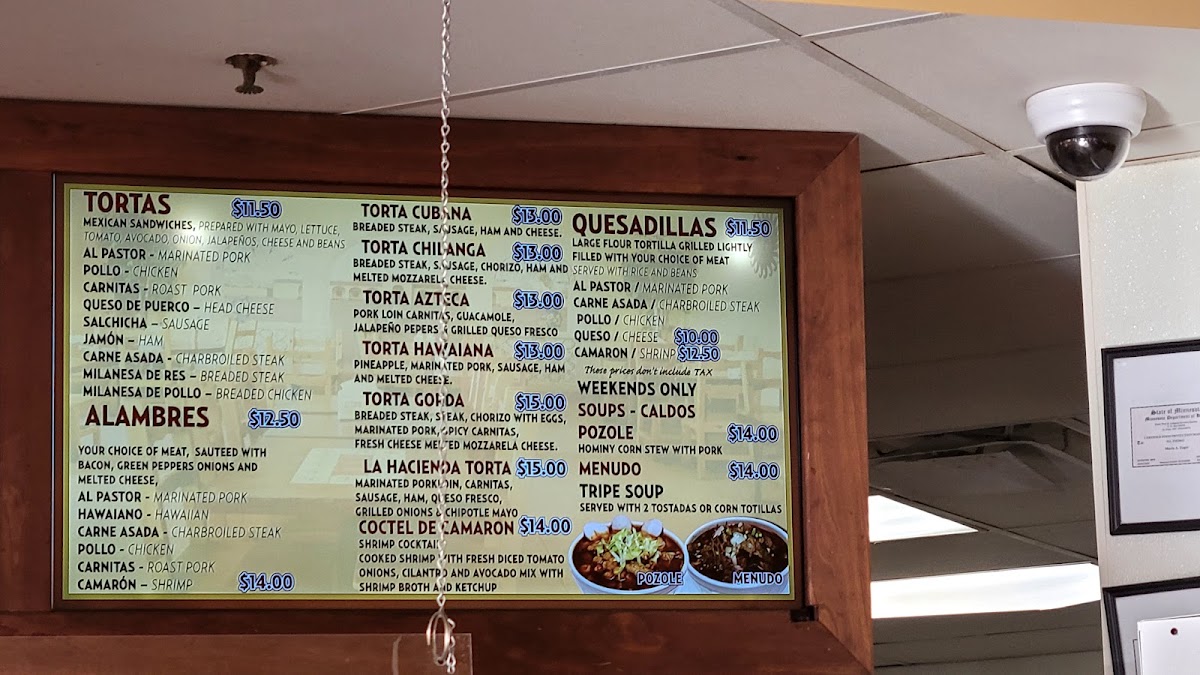 TORTAS $11.50
MEXICAN SANDWICHES, PREPARED WITH MAYO, LETTUCE,
TOMATO, AVOCADO, ONION, JALAPEÑOS, CHEESE AND BEANS
AL PASTOR - MARINATED PORK
POLLO - CHICKEN
CARNITAS - ROAST PORK
QUESO DE PUERCO – HEAD CHEESE
SALCHICHA – SAUSAGE
JAMÓN – HAM
CARNE ASADA - CHARBROILED STEAK
MILANESA DE RES – BREADED STEAK
MILANESA DE POLLO – BREADED CHICKEN
ALAMBRES $12.50
YOUR CHOICE OF MEAT, SAUTEED WITH
BACON, GREEN PEPPERS ONIONS AND
MELTED CHEESE,
AL PASTOR - MARINATED PORK
HAWAIANO - HAWAIIAN
CARNE ASADA - CHARBROILED STEAK
POLLO - CHICKEN
CARNITAS - ROAST PORK
CAMARÓN – SHRIMP $14.00
TORTA CUBANA $13.00
BREADED STEAK, SAUSAGE, HAM AND CHEESE.
TORTA CHILANGA $13.00
BREADED STEAK, SAUSAGE, CHORIZO, HAM AND
MELTED MOZZARELA CHEESE.
TORTA AZTECA $13.00
PORK LOIN CARNITAS, GUACAMOLE,
JALAPEÑO PEPERS & GRILLED QUESO FRESCO
TORTA HAWAIANA $13.00
PINEAPPLE, MARINATED PORK, SAUSAGE, HAM
AND MELTED CHEESE.
TORTA GORDA $15.00
BREADED STEAK, STEAK, CHORIZO WITH EGGS,
MARINATED PORK, SPICY CARNITAS,
FRESH CHEESE MELTED MOZZARELA CHEESE.
LA HACIENDA TORTA $15.00
MARINATED PORKLOIN, CARNITAS,
SAUSAGE, HAM, QUESO FRESCO,
GRILLED ONIONS & CHIPOTLE MAYO
COCTEL DE CAMARON $14.00
SHRIMP COCKTAIL
COOKED SHRIMP WITH FRESH DICED TOMATO
ONIONS, CILANTRO AND AVOCADO MIX WITH
SHRIMP BROTH AND KETCHUP
QUESADILLAS $11.50
LARGE FLOUR TORTILLA GRILLED LIGHTLY
FILLED WITH YOUR CHOICE OF MEAT
SERVED WITH RICE AND BEANS
AL PASTOR / MARINATED PORK
CARNE ASADA / CHARBROILED STEAK
POLLO / CHICKEN
QUESO / CHEESE $10.00
CAMARON / SHRINP $12.50
These prices don't include TAX
WEEKENDS ONLY
SOUPS - CALDOS
POZOLE $14.00
HOMINY CORN STEW WITH PORK
MENUDO $14.00
TRIPE SOUP
SERVED WITH 2 TOSTADAS OR CORN TOTILLAS
POZOLE
MENUDO
State of Minnesota